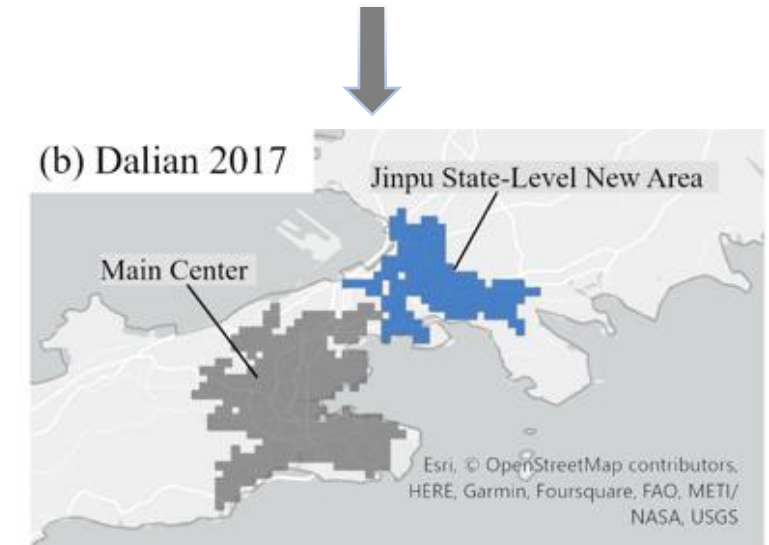 (b) Dalian 2017
Jinpu State-Level New Area
Main Center
Esri, © OpenStreetMap contributors,
HERE, Garmin, Foursquare, FAO, METI/
NASA, USGS